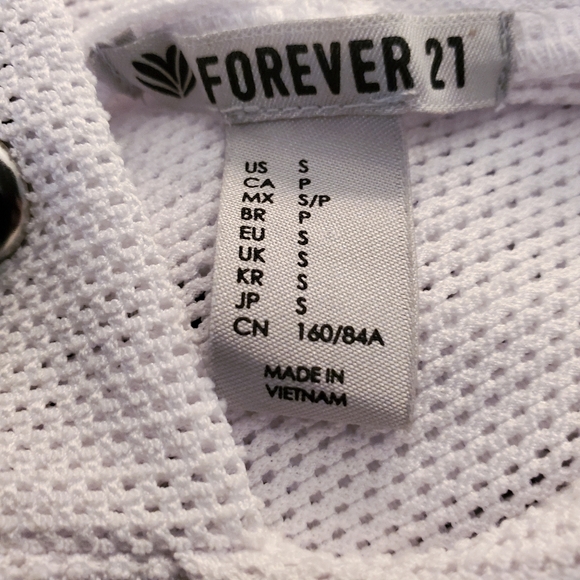 FOREVER 21
US S
CA P
MX S/P
BR P
EU S
UK S
KR S
JP S
CN 160/84A
MADE IN
VIETNAM